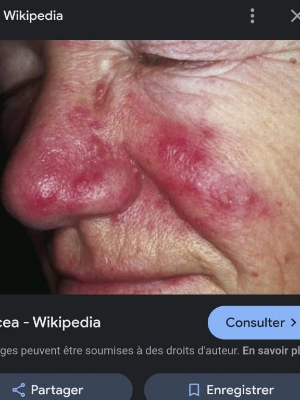 Wikipedia
cea - Wikipedia
Consulter
ges peuvent être soumises à des droits d'auteur. En savoir pl
Partager
Enregistrer